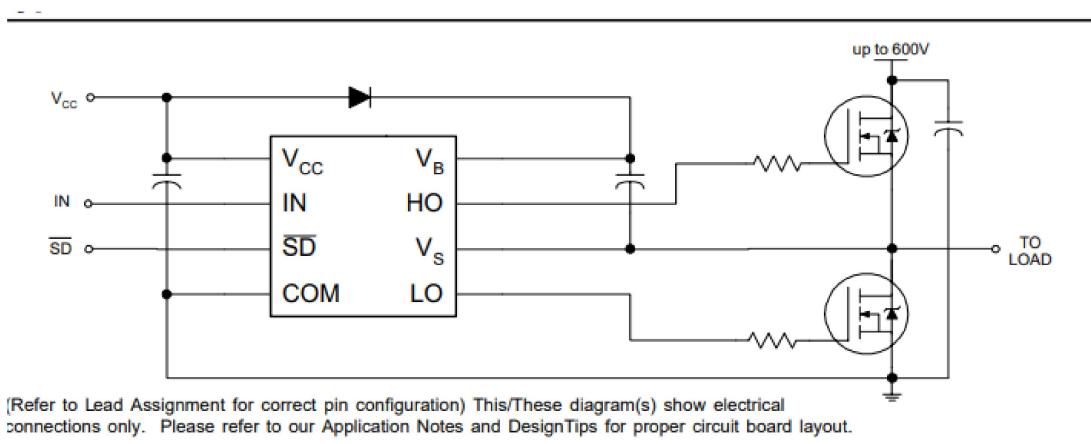 up to 600V
VCC
VCC VB
IN IN HO
SD SD VS
TO
LOAD
COM LO
(Refer to Lead Assignment for correct pin configuration) This/These diagram(s) show electrical
connections only. Please refer to our Application Notes and DesignTips for proper circuit board layout.